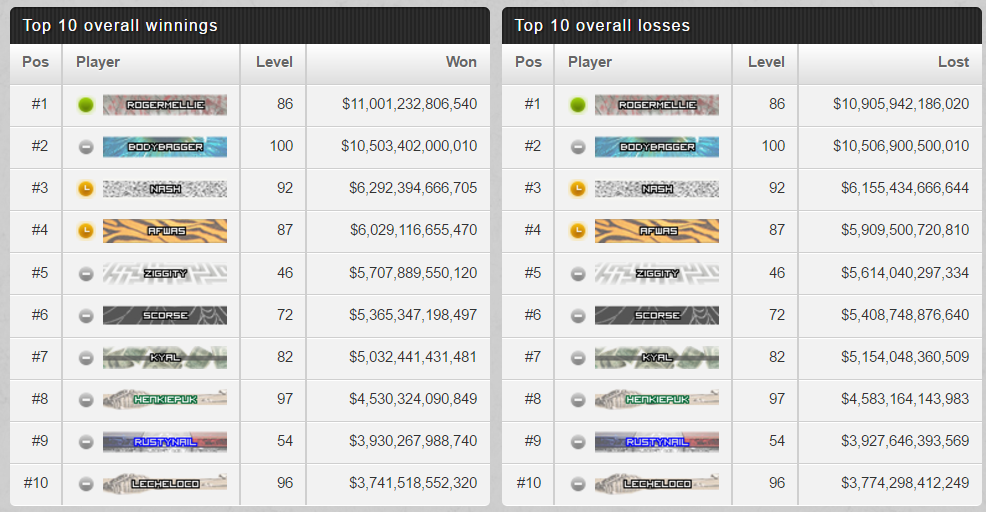 Top 10 overall winnings
Pos Player Level Won
#1 ROGERMELLIE 86 $11,001,232,806,540
#2 BODYBAGGER 100 $10,503,402,000,010
#3 NASH 92 $6,292,394,666,705
#4 AFWAS 87 $6,029,116,655,470
#5 ZIGGITY 46 $5,707,889,550,120
#6 SCORSE 72 $5,365,347,198,497
#7 KYAL 82 $5,032,441,431,481
#8 HENKIEPUK 97 $4,530,324,090,849
#9 RUSTYNAIL 54 $3,930,267,988,740
#10 LECHELOCO 96 $3,741,518,552,320
Top 10 overall losses
Pos Player Level Lost
#1 ROGERMELLIE 86 $10,905,942,186,020
#2 BODYBAGGER 100 $10,506,900,500,010
#3 NASH 92 $6,155,434,666,644
#4 AFWAS 87 $5,909,500,720,810
#5 ZIGGITY 46 $5,614,040,297,334
#6 SCORSE 72 $5,408,748,876,640
#7 KYAL 82 $5,154,048,360,509
#8 HENKIEPUK 97 $4,583,164,143,983
#9 RUSTYNAIL 54 $3,927,646,393,569
#10 LECHELOCO 96 $3,774,298,412,249